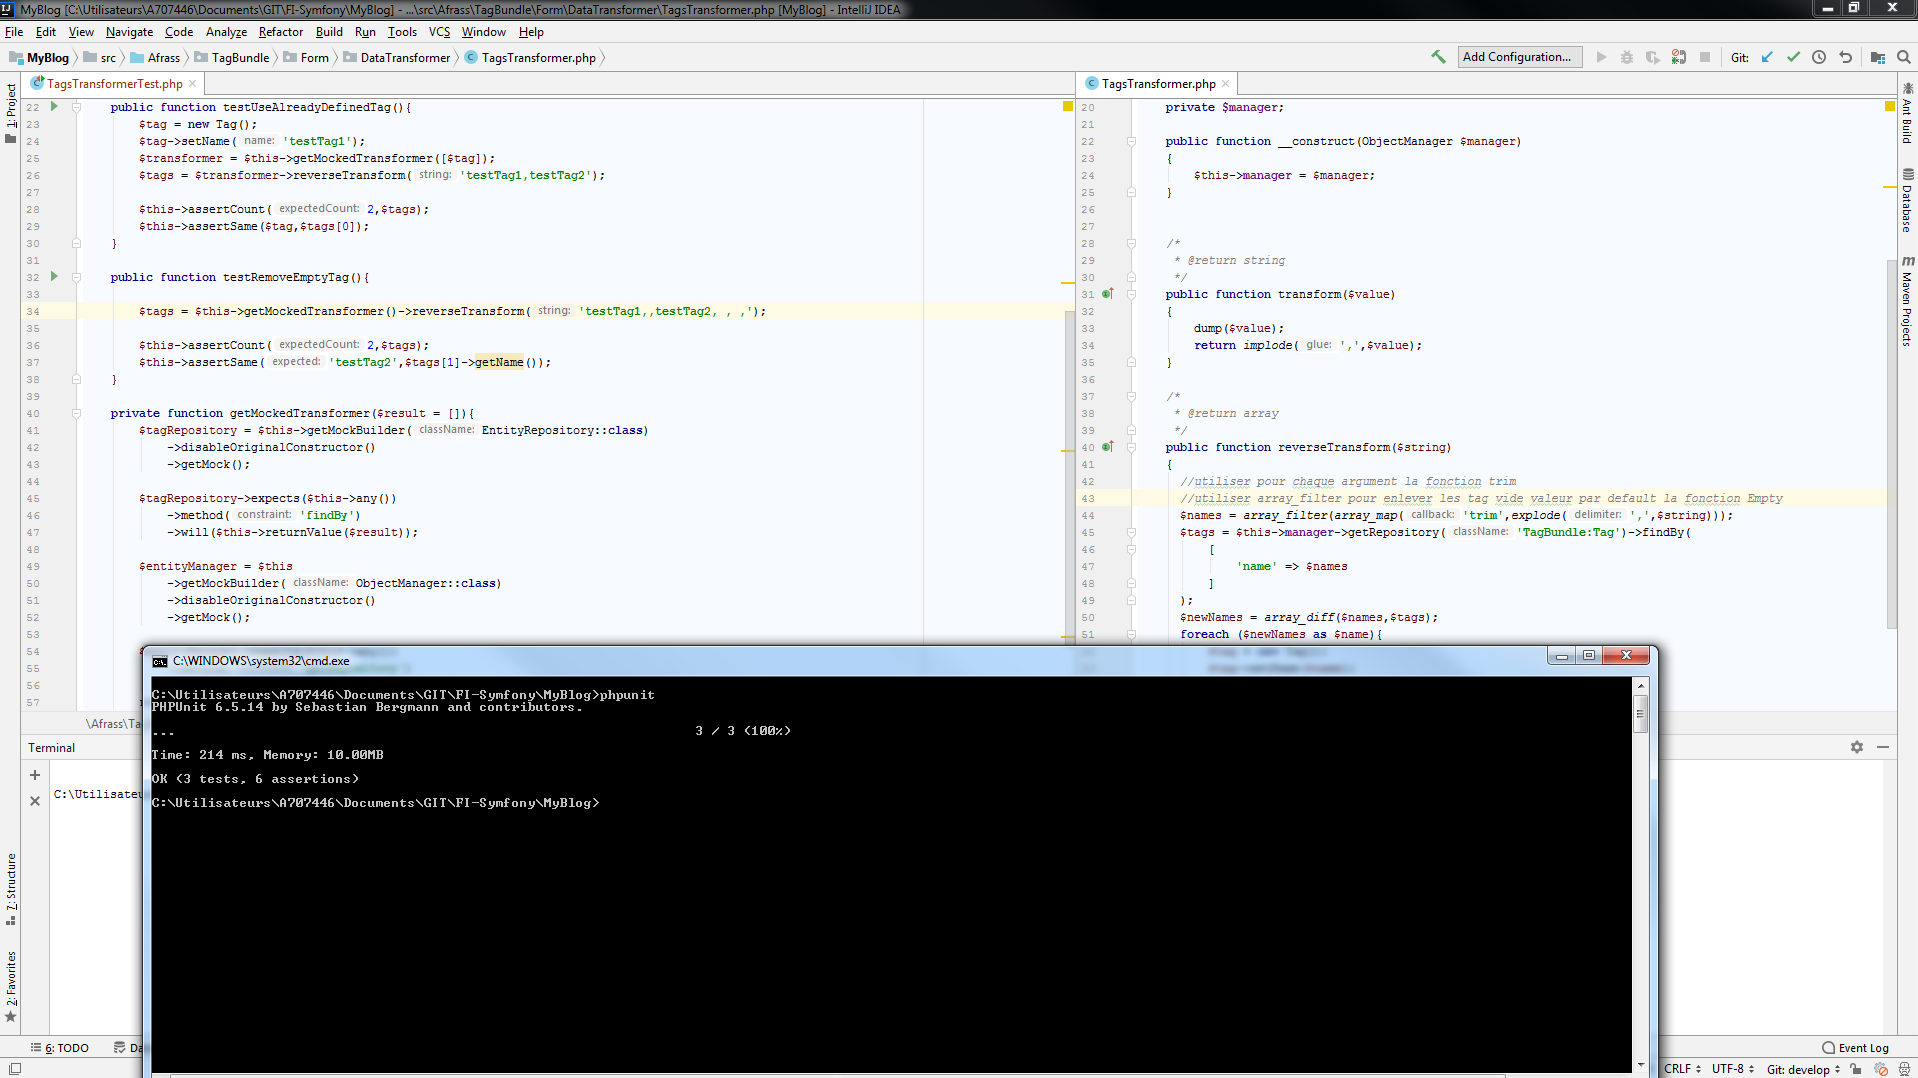 MyBlog [C:\Utilisateurs\A707446\Documents\GIT\FI-Symfony\MyBlog] - ...\src\Afrass\TagBundle\Form\DataTransformer\TagsTransformer.php [MyBlog] - IntelliJ IDEA
File Edit View Navigate Code Analyze Refactor Build Run Tools VCS Window Help
MyBlog src Afrass TagBundle Form DataTransformer TagsTransformer.php Add Configuration... Git:
1: Project
TagsTransformerTest.php
22 public function testUseAlreadyDefinedTag(){
23 $tag = new Tag();
24 $tag->setName( name: 'testTag1');
25 $transformer = $this->getMockedTransformer([$tag]);
26 $tags = $transformer->reverseTransform( string: 'testTag1,testTag2');
27
28 $this->assertCount( expectedCount: 2,$tags);
29 $this->assertSame($tag,$tags[0]);
30 }
31
32 public function testRemoveEmptyTag(){
33
34 $tags = $this->getMockedTransformer()->reverseTransform( string: 'testTag1,,testTag2, , ,');
35
36 $this->assertCount( expectedCount: 2,$tags);
37 $this->assertSame( expected: 'testTag2',$tags[1]->getName());
38 }
39
40 private function getMockedTransformer($result = []){
41 $tagRepository = $this->getMockBuilder( className: EntityRepository::class)
42 ->disableOriginalConstructor()
43 ->getMock();
44
45 $tagRepository->expects($this->any())
46 ->method( constraint: 'findBy')
47 ->will($this->returnValue($result));
48
49 $entityManager = $this
50 ->getMockBuilder( className: ObjectManager::class)
51 ->disableOriginalConstructor()
52 ->getMock();
53
54
55
56
57
\Afrass\Ta
TagsTransformer.php
20 private $manager;
21
22 public function __construct(ObjectManager $manager)
23 {
24 $this->manager = $manager;
25 }
26
27
28 /*
29 * @return string
30 */
31 public function transform($value)
32 {
33 dump($value);
34 return implode( glue: ',',$value);
35 }
36
37 /*
38 * @return array
39 */
40 public function reverseTransform($string)
41 {
42 //utiliser pour chaque argument la fonction trim
43 //utiliser array_filter pour enlever les tag vide valeur par default la fonction Empty
44 $names = array_filter(array_map( callback: 'trim',explode( delimiter: ',',$string)));
45 $tags = $this->manager->getRepository( className: 'TagBundle:Tag')->findBy(
46 [
47 'name' => $names
48 ]
49 );
50 $newNames = array_diff($names,$tags);
51 foreach ($newNames as $name){
Ant Build
Database
Maven Projects
Terminal
C:\Utilisateu
C:\WINDOWS\system32\cmd.exe
C:\Utilisateurs\A707446\Documents\GIT\FI-Symfony\MyBlog>phpunit
PHPUnit 6.5.14 by Sebastian Bergmann and contributors.
... 3 / 3 (100%)
Time: 214 ms, Memory: 10.00MB
OK (3 tests, 6 assertions)
C:\Utilisateurs\A707446\Documents\GIT\FI-Symfony\MyBlog>
7: Structure
2: Favorites
6: TODO Da
Event Log
CRLF UTF-8 Git: develop